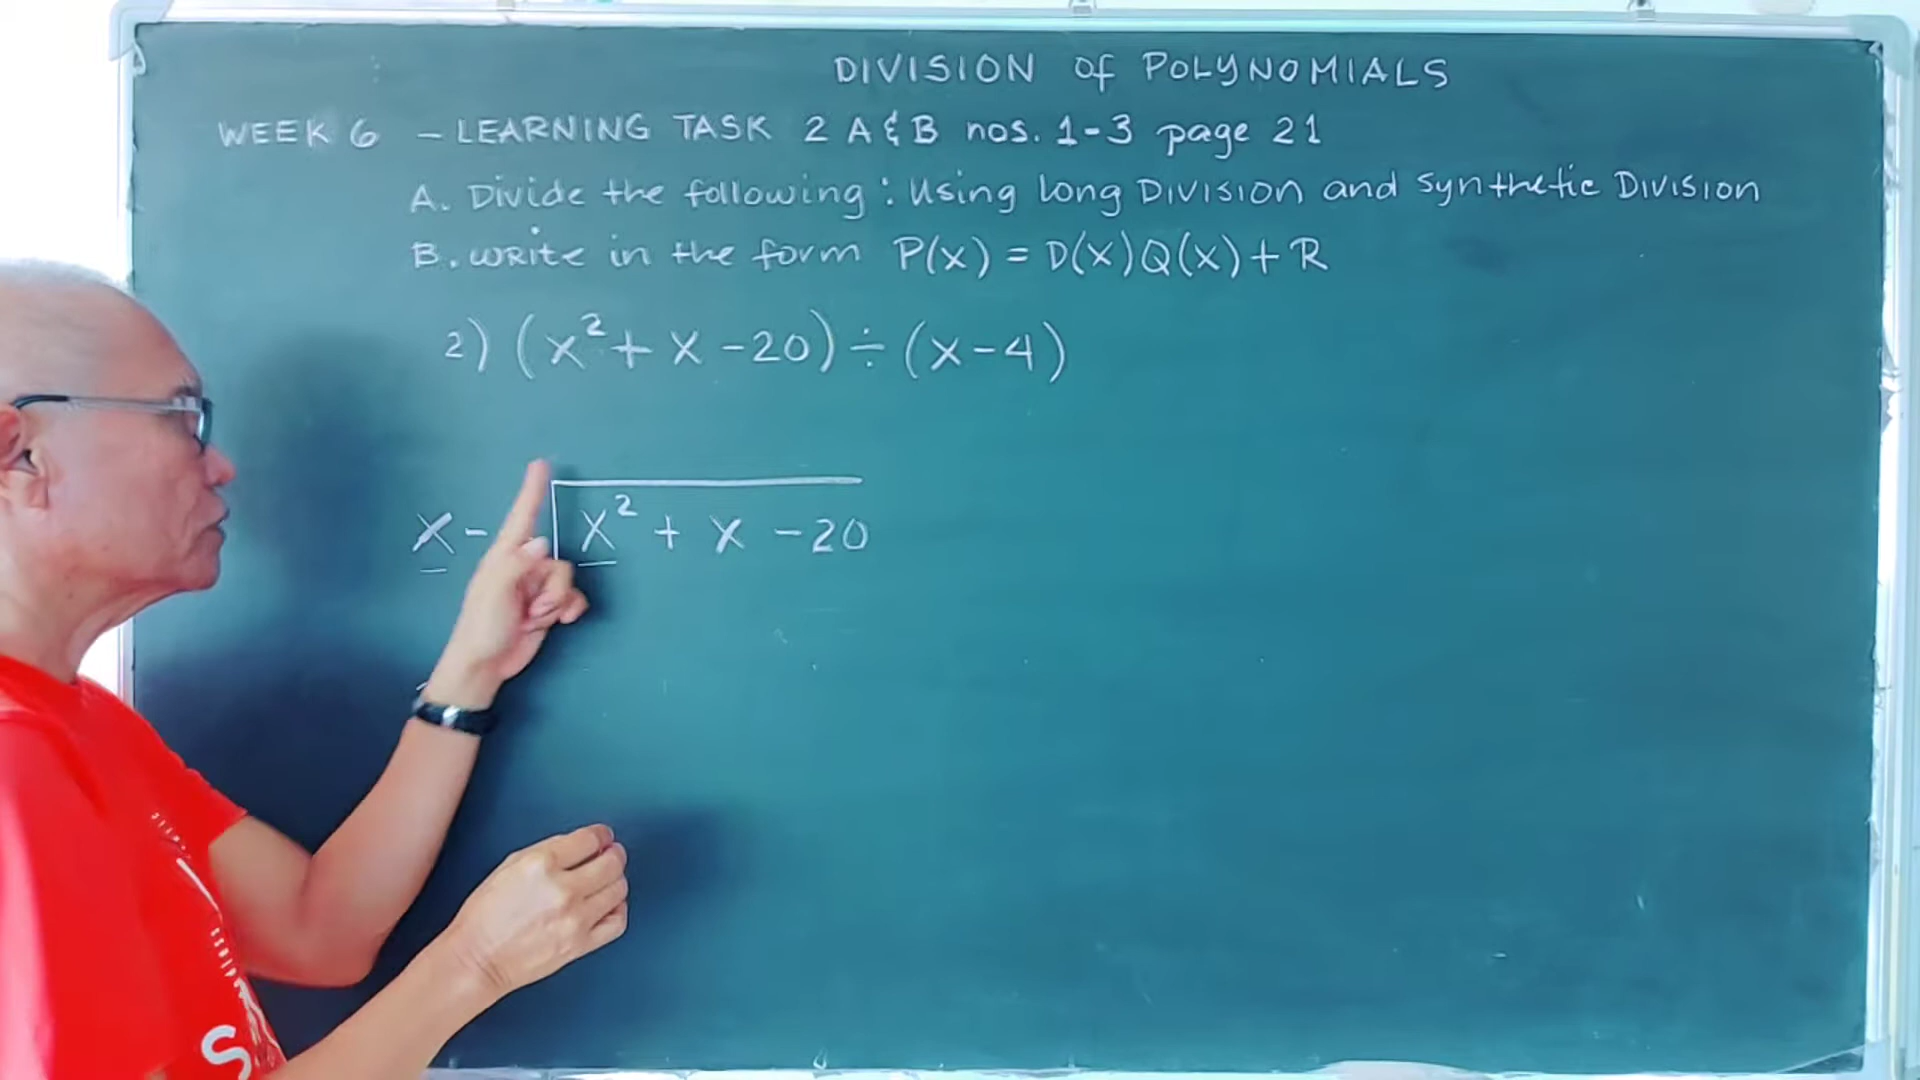 DIVISION of POLYNOMIALS
WEEK 6 – LEARNING TASK 2 A & B nos. 1-3 page 21
A. Divide the following : Using long DIVISION and synthetic DIVISION
B. write in the form P(x) = D(x)Q(x) + R
2) (x² + x - 20) ÷ (x - 4)
x - x² + x - 20
S